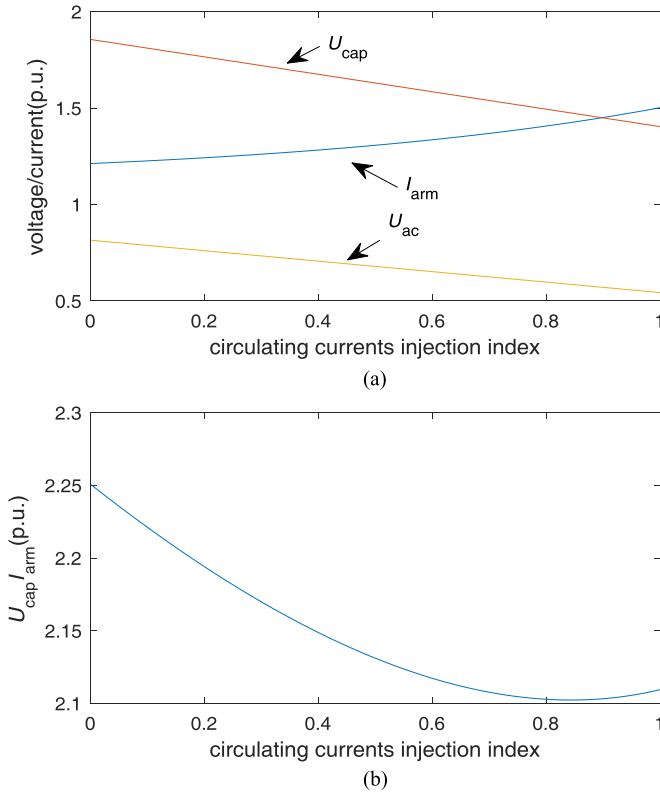 2
1.5
1
0.5
voltage/current(p.u.)
U_cap
I_arm
U_ac
0 0.2 0.4 0.6 0.8 1
circulating currents injection index
(a)
2.3
2.25
2.2
2.15
2.1
U_cap I_arm(p.u.)
0 0.2 0.4 0.6 0.8 1
circulating currents injection index
(b)